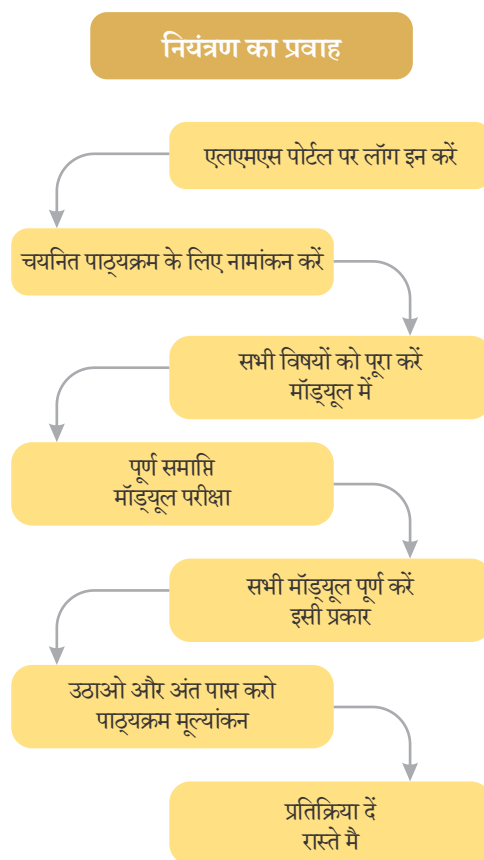 नियंत्रण का प्रवाह
एलएमएस पोर्टल पर लॉग इन करें
चयनित पाठ्यक्रम के लिए नामांकन करें
सभी विषयों को पूरा करें
मॉड्यूल में
पूर्ण समाप्ति
मॉड्यूल परीक्षा
सभी मॉड्यूल पूर्ण करें
इसी प्रकार
उठाओ और अंत पास करो
पाठ्यक्रम मूल्यांकन
प्रतिक्रिया दें
रास्ते मै